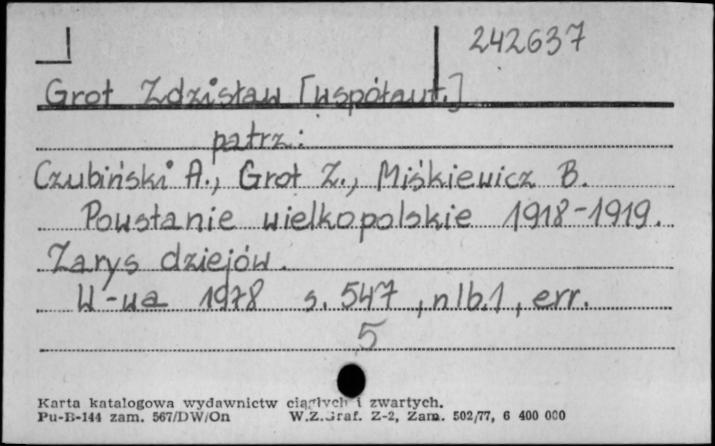 242637
Grot Zdzisław [współaut.]
patrz:
Czubiński A., Grot Z., Miśkiewicz B.
Powstanie wielkopolskie 1918-1919.
Zarys dziejów.
W-wa 1978 s. 547, nlb.1, err.
5
Karta katalogowa wydawnictw ciągłych i zwartych.
Pu-B-144 zam. 567/DW/On W.Z.Graf. Z-2, Zam. 502/77, 6 400 000